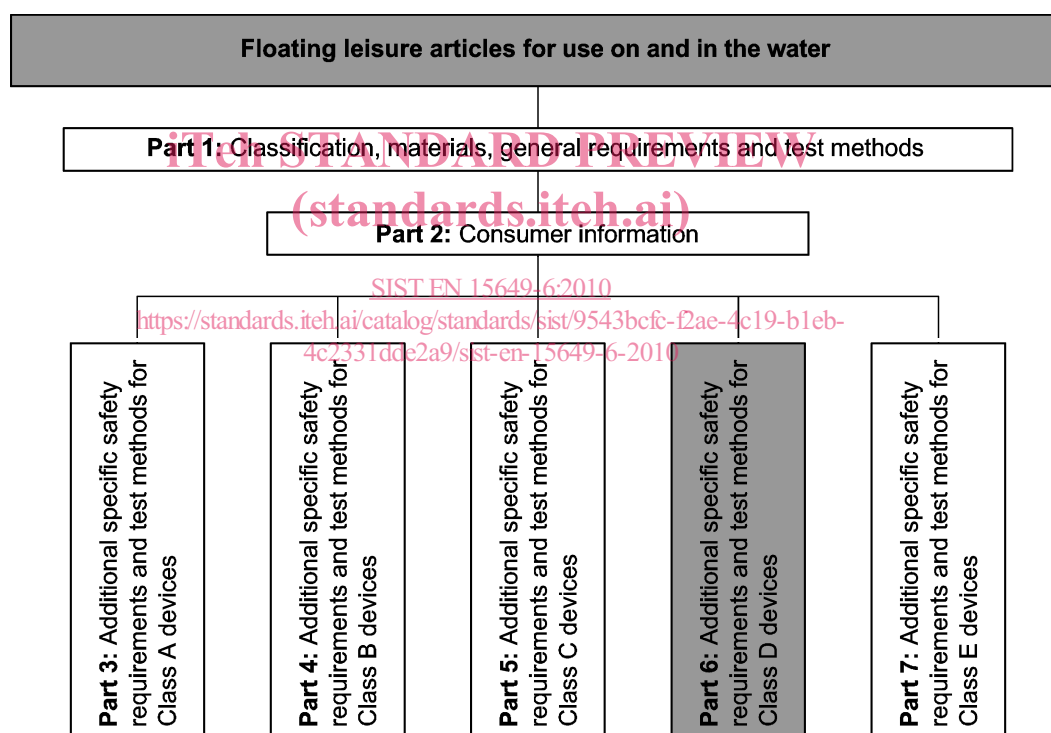 Floating leisure articles for use on and in the water
Part 1: Classification, materials, general requirements and test methods
iTeh STANDARD PREVIEW
(standards.iteh.ai)
Part 2: Consumer information
SIST EN 15649-6:2010
https://standards.iteh.ai/catalog/standards/sist/9543bcfc-f2ae-4c19-b1eb-
4c2331dde2a9/sist-en-15649-6-2010
Part 3: Additional specific safety
requirements and test methods for
Class A devices
Part 4: Additional specific safety
requirements and test methods for
Class B devices
Part 5: Additional specific safety
requirements and test methods for
Class C devices
Part 6: Additional specific safety
requirements and test methods for
Class D devices
Part 7: Additional specific safety
requirements and test methods for
Class E devices